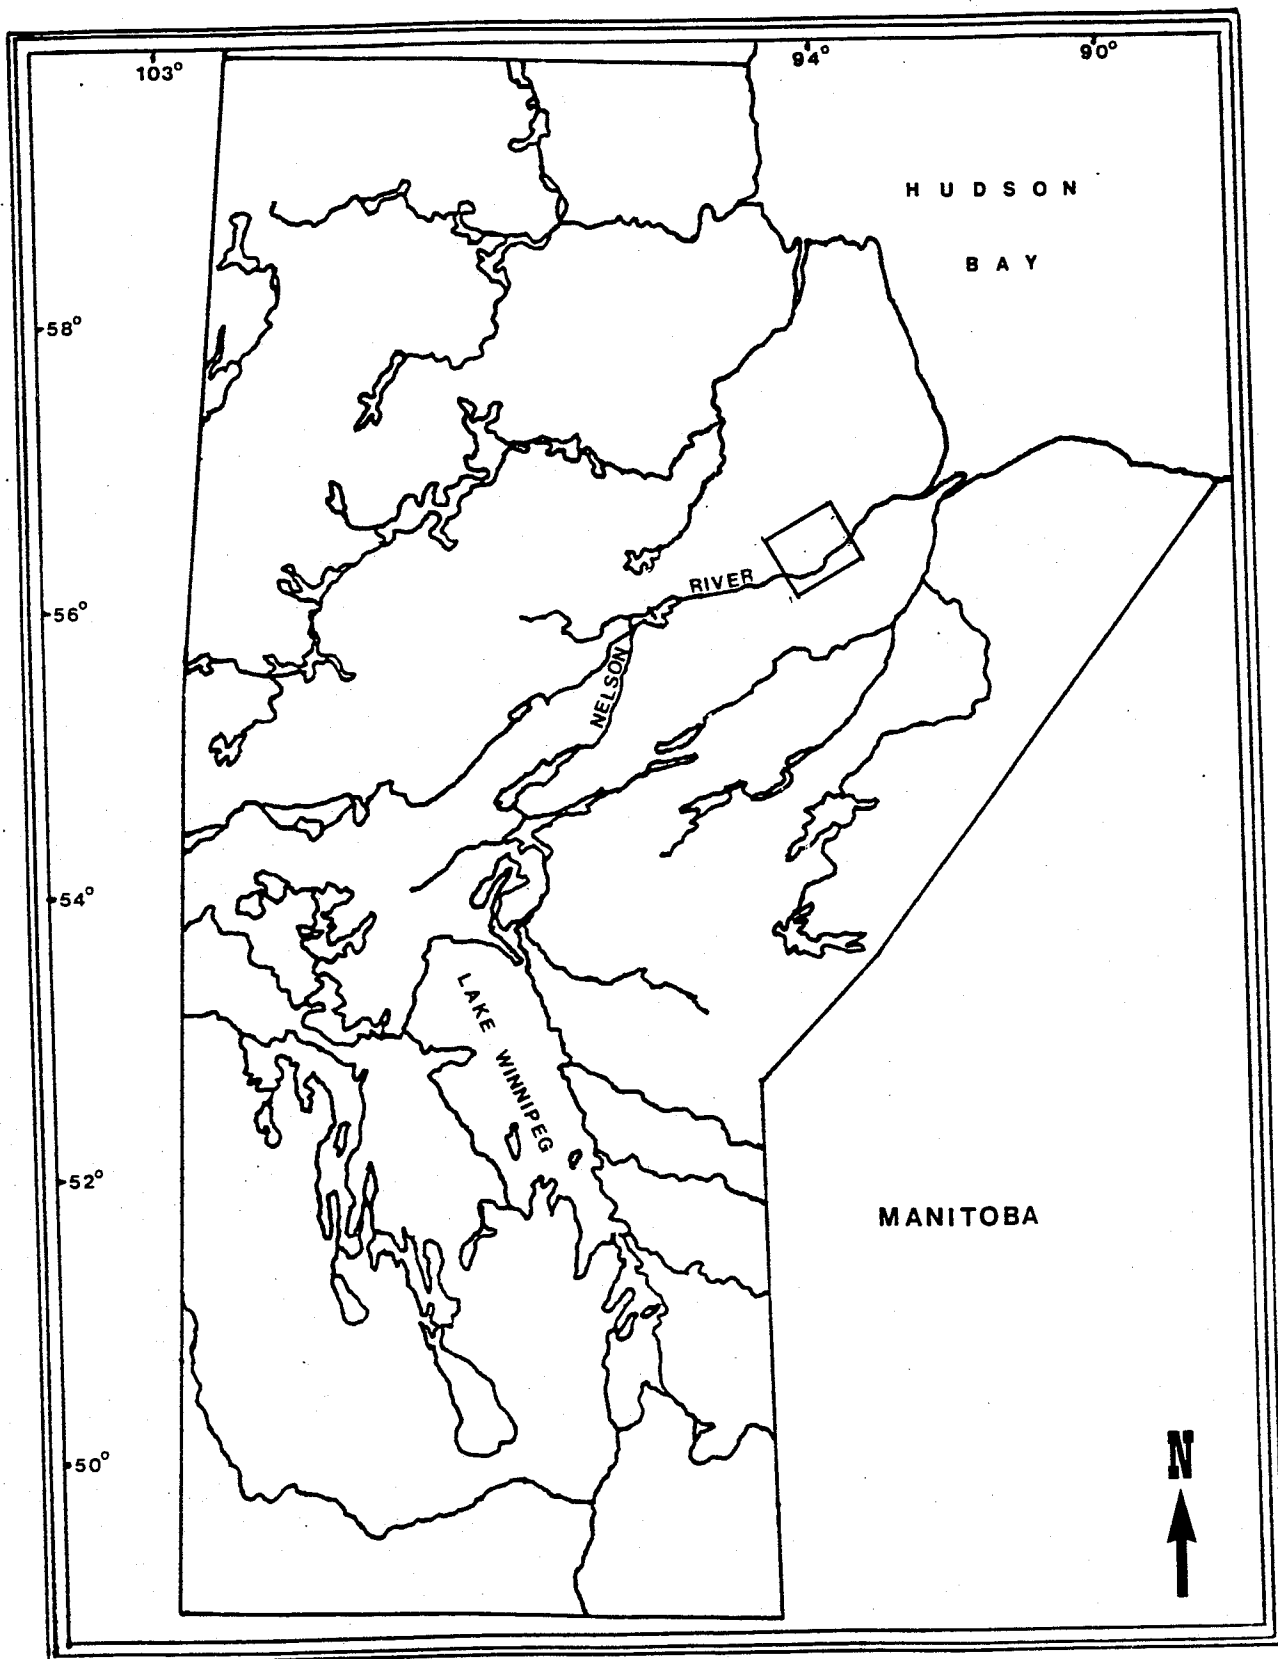 103° 94° 90°
HUDSON
BAY
58°
56°
RIVER
NELSON
54°
LAKE WINNIPEG
52°
MANITOBA
50°
N